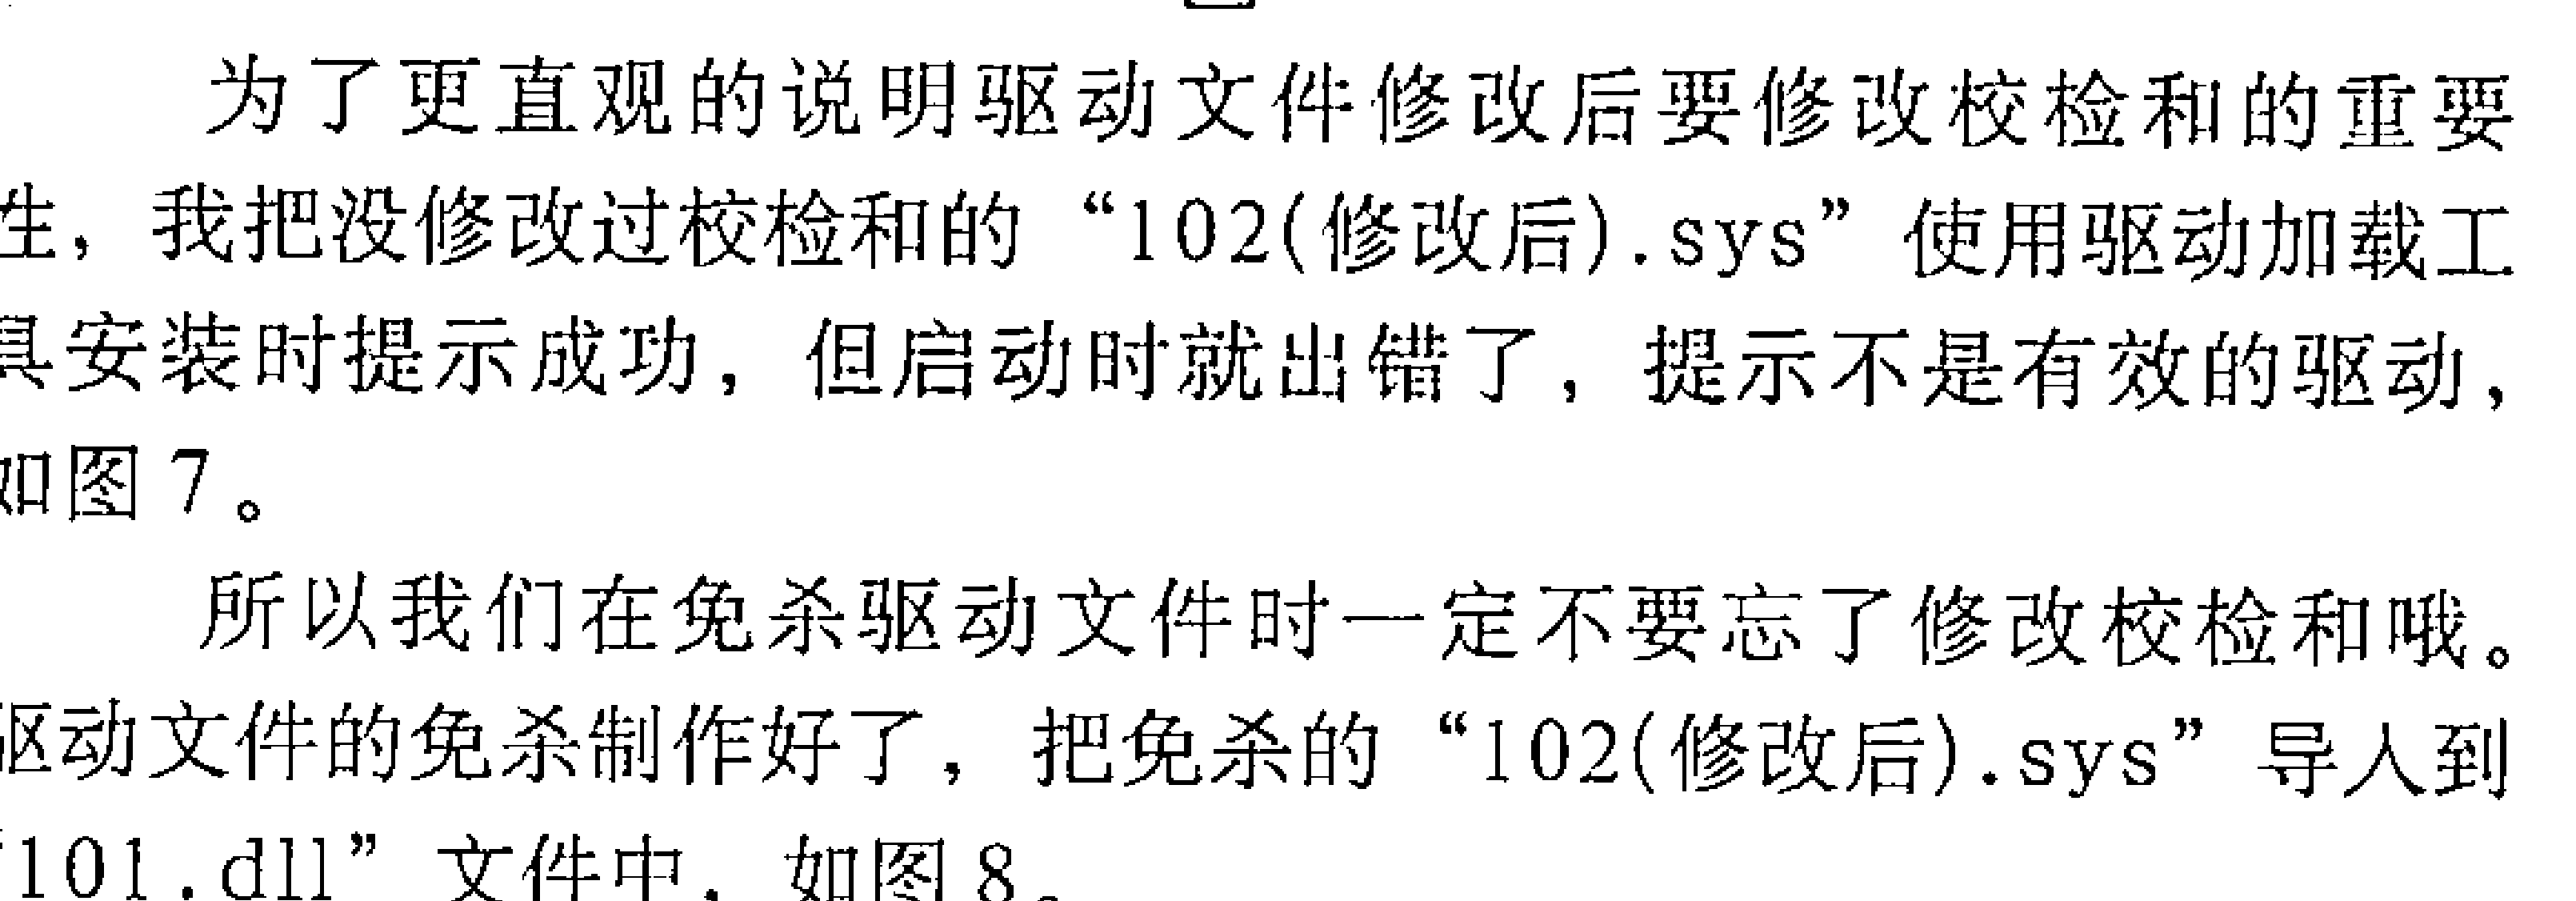 为了更直观的说明驱动文件修改后要修改校检和的重要
性，我把没修改过校检和的“102(修改后).sys”使用驱动加载工
具安装时提示成功，但启动时就出错了，提示不是有效的驱动，
如图7。
所以我们在免杀驱动文件时一定不要忘了修改校检和哦。
驱动文件的免杀制作好了，把免杀的“102(修改后).sys”导入到
“101.dll”文件中，如图8。